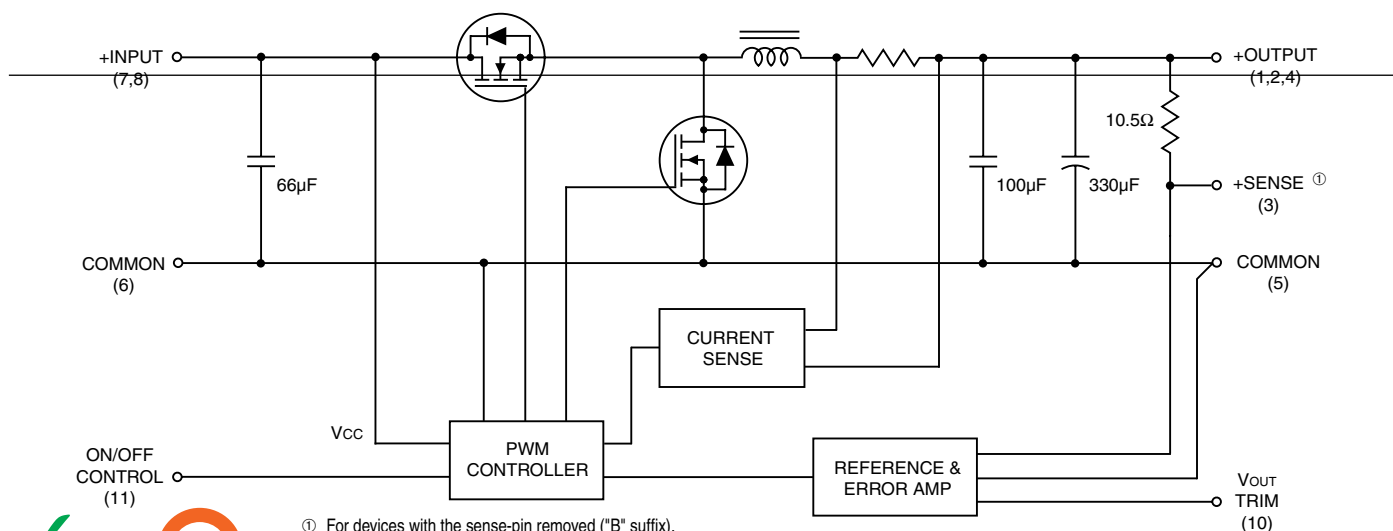 +INPUT
(7,8)
+OUTPUT
(1,2,4)
10.5Ω
66µF
100µF
330µF
+SENSE ①
(3)
COMMON
(6)
COMMON
(5)
CURRENT
SENSE
VCC
PWM
CONTROLLER
ON/OFF
CONTROL
(11)
REFERENCE &
ERROR AMP
VOUT
TRIM
(10)
① For devices with the sense-pin removed ("B" suffix),